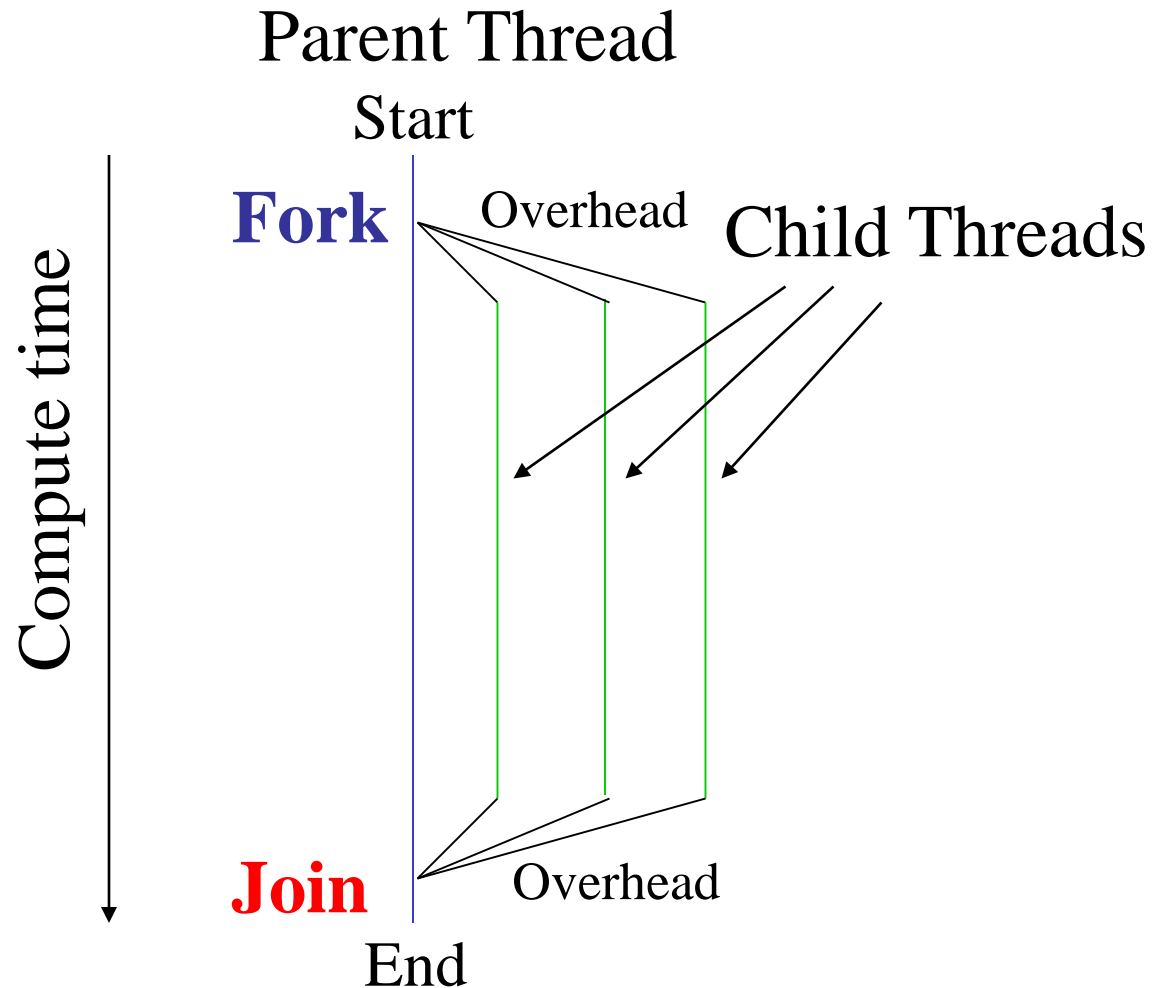 Parent Thread
Start
Fork
Overhead
Child Threads
Compute time
Join
Overhead
End